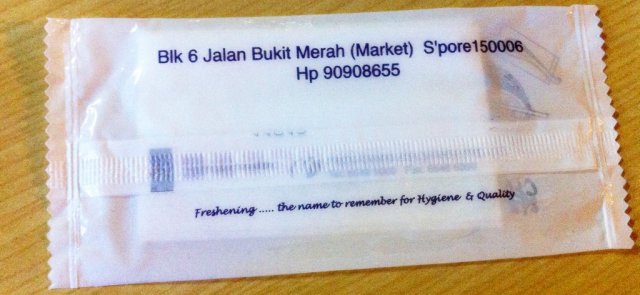 Blk 6 Jalan Bukit Merah (Market) S'pore150006
Hp 90908655
Freshening ..... the name to remember for Hygiene & Quality